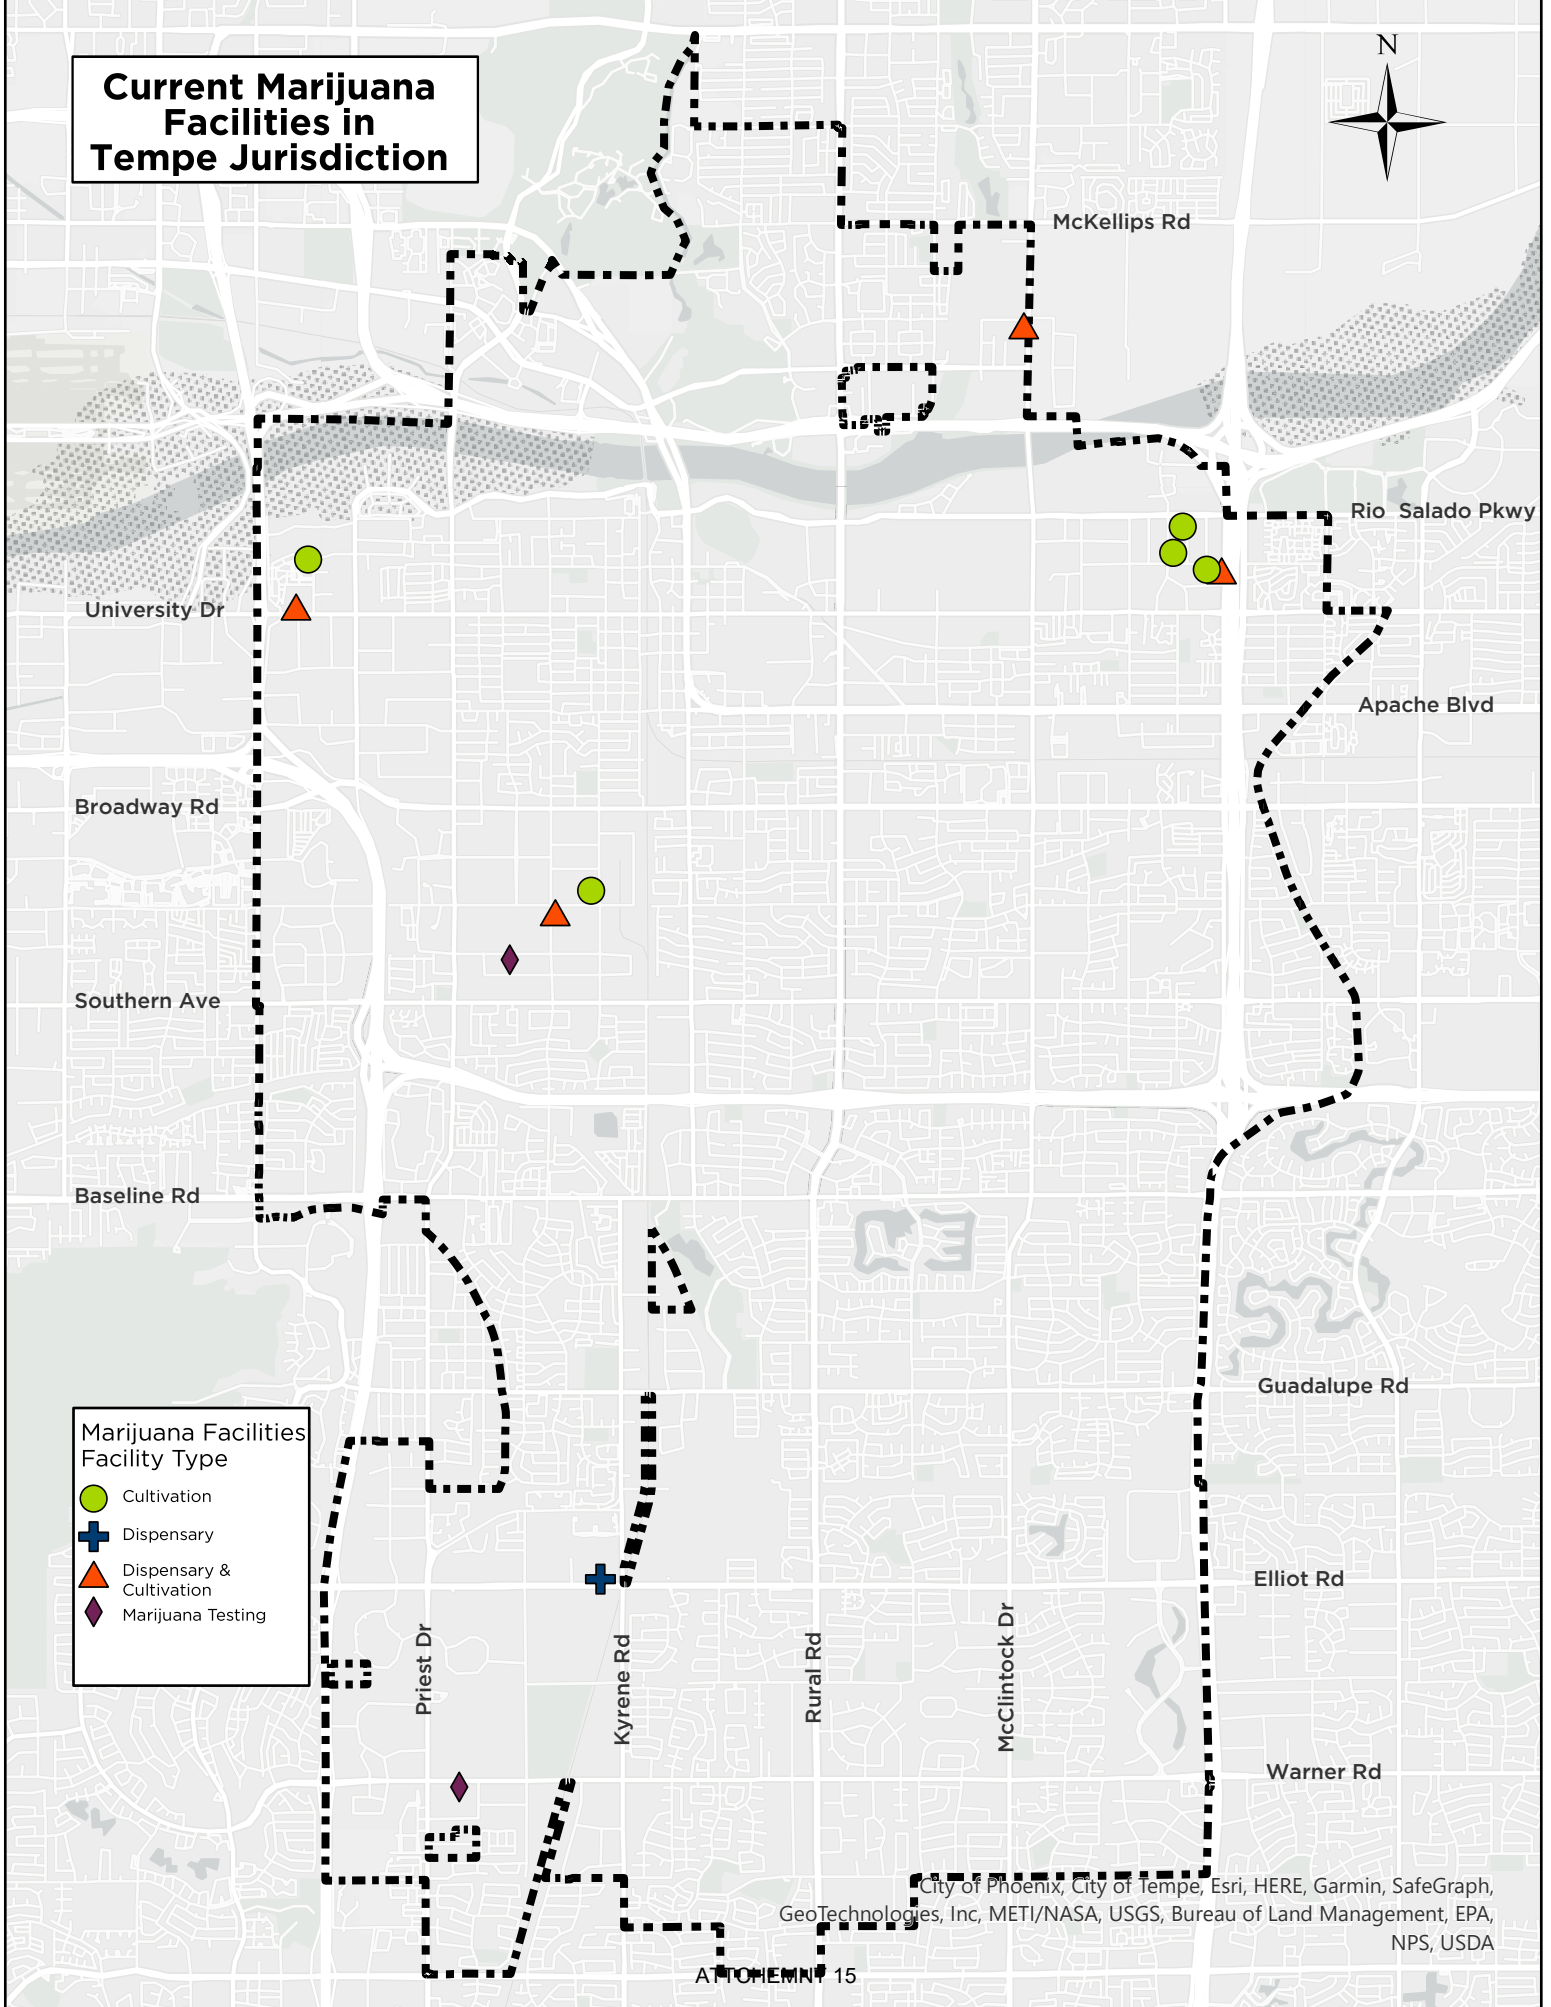 Current Marijuana
Facilities in
Tempe Jurisdiction
N
McKellips Rd
Rio Salado Pkwy
University Dr
Apache Blvd
Broadway Rd
Southern Ave
Baseline Rd
Guadalupe Rd
Marijuana Facilities
Facility Type
Cultivation
Dispensary
Dispensary &
Cultivation
Marijuana Testing
Elliot Rd
Priest Dr
Kyrene Rd
Rural Rd
McClintock Dr
Warner Rd
City of Phoenix, City of Tempe, Esri, HERE, Garmin, SafeGraph,
GeoTechnologies, Inc, METI/NASA, USGS, Bureau of Land Management, EPA,
NPS, USDA
ATTCHEMNT 15